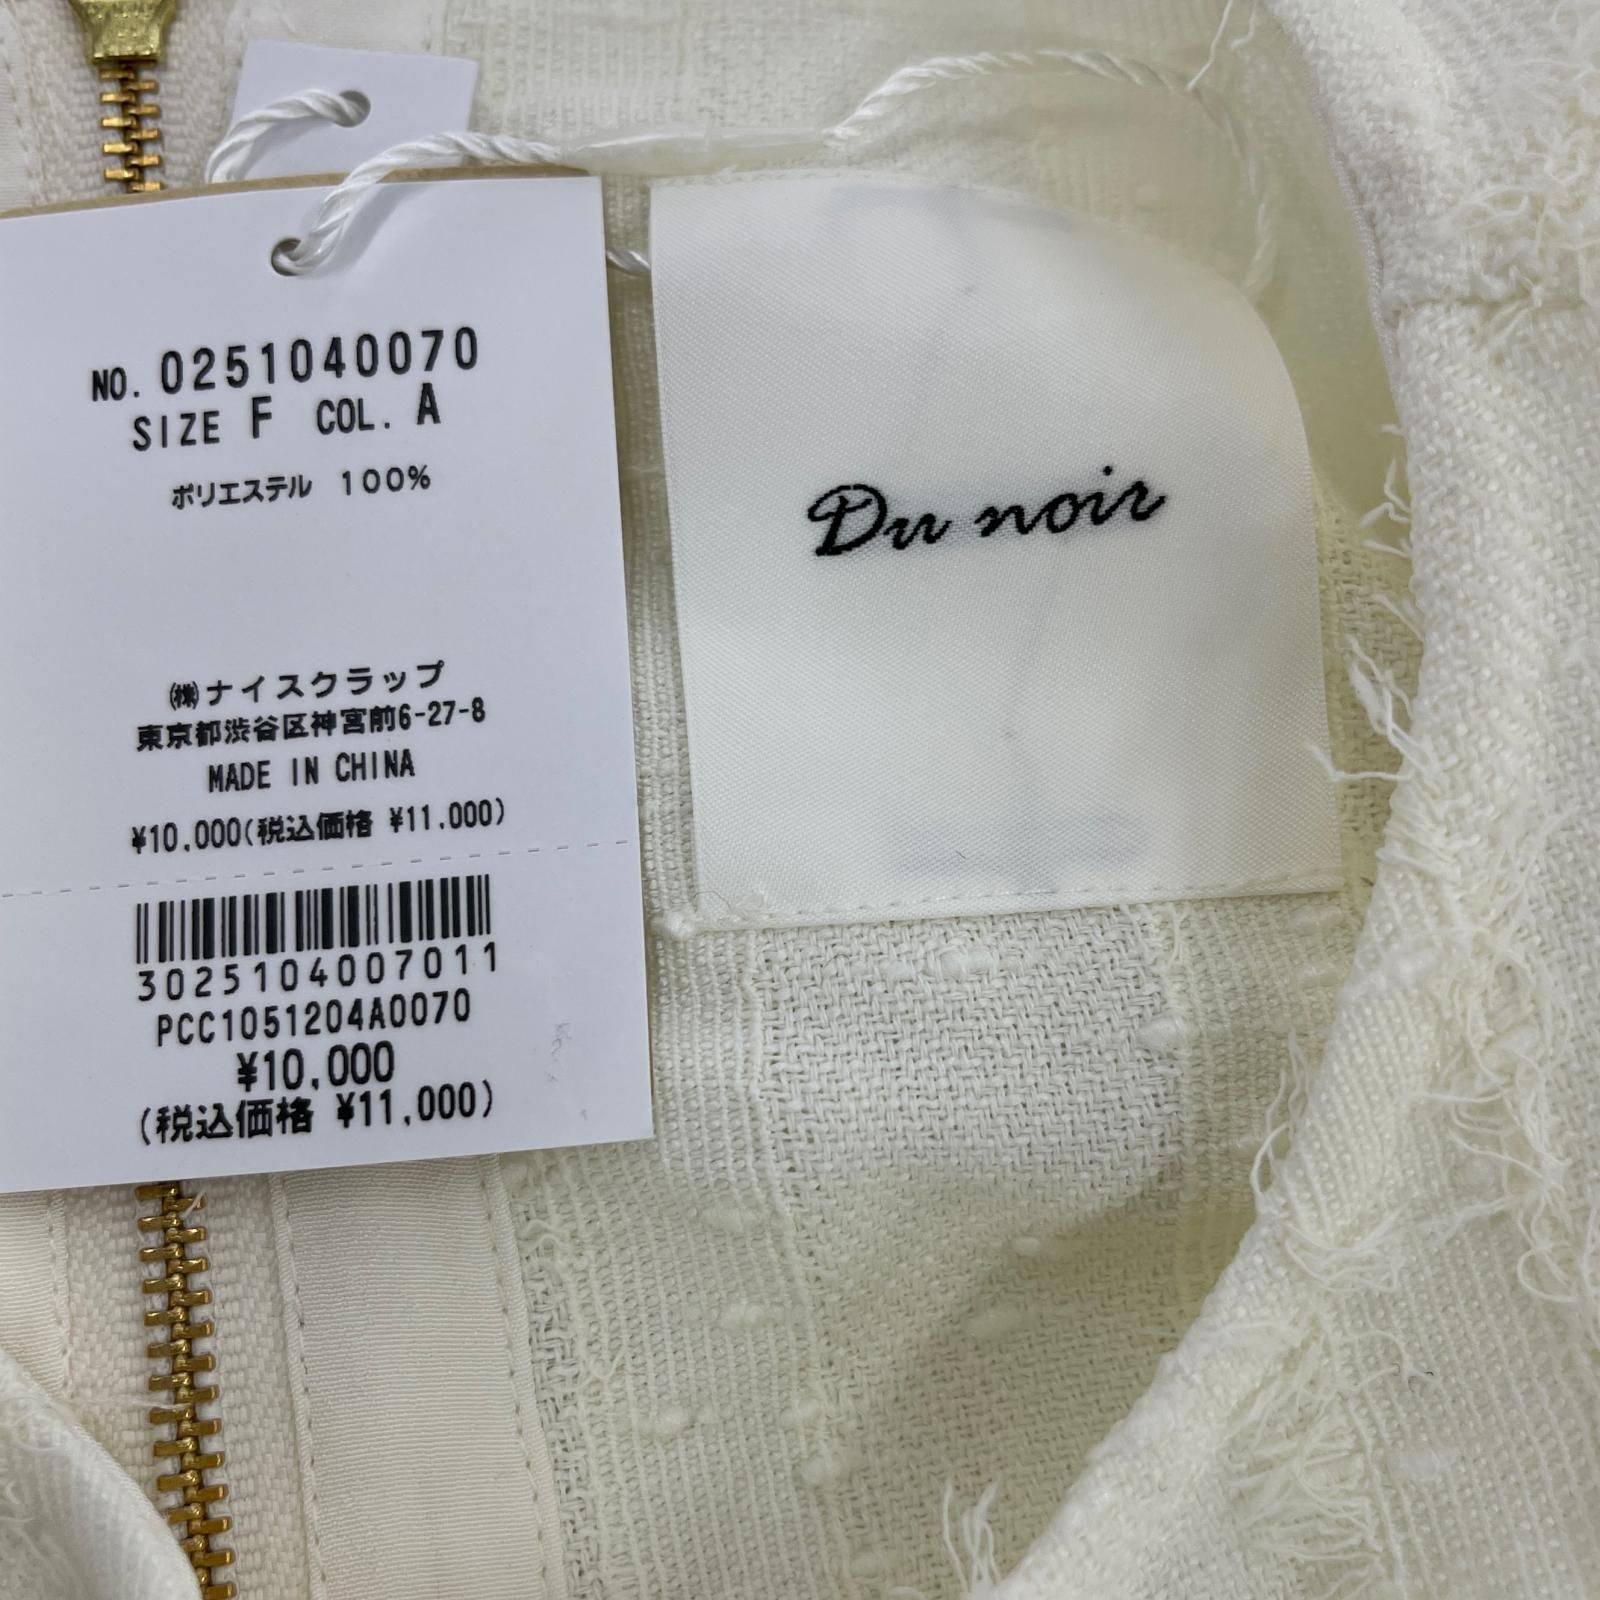 NO. 0251040070
SIZE F COL. A
ポリエステル 100%
㈱ナイスクラップ
東京都渋谷区神宮前6-27-8
MADE IN CHINA
¥10,000(税込価格 ¥11,000)
3025104007011
PCC1051204A0070
¥10,000
(税込価格 ¥11,000)
Du noir